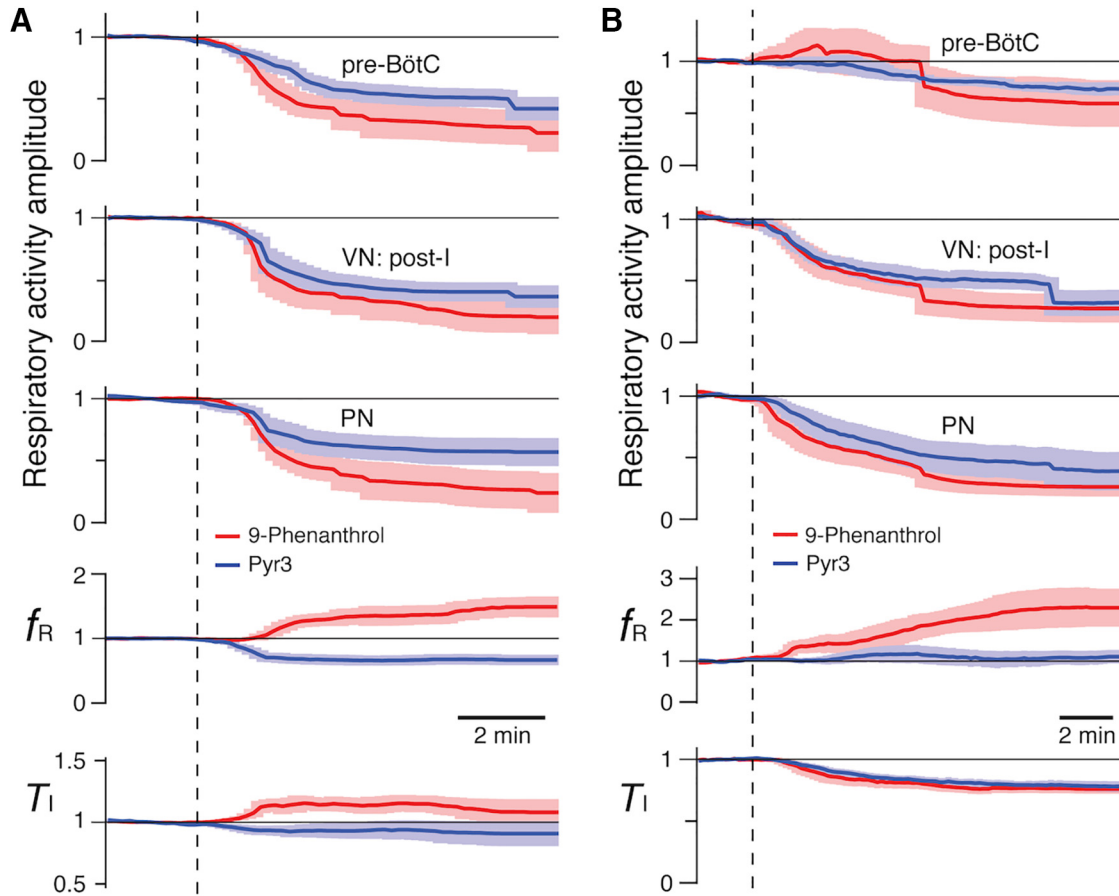 A
Respiratory activity amplitude
1
0
pre-BötC
1
0
VN: post-I
1
0
PN
9-Phenanthrol
Pyr3
2
1
0
fR
2 min
1.5
1
0.5
TI
B
Respiratory activity amplitude
1
0
pre-BötC
1
0
VN: post-I
1
0
PN
9-Phenanthrol
Pyr3
3
2
1
0
fR
2 min
1
0
TI